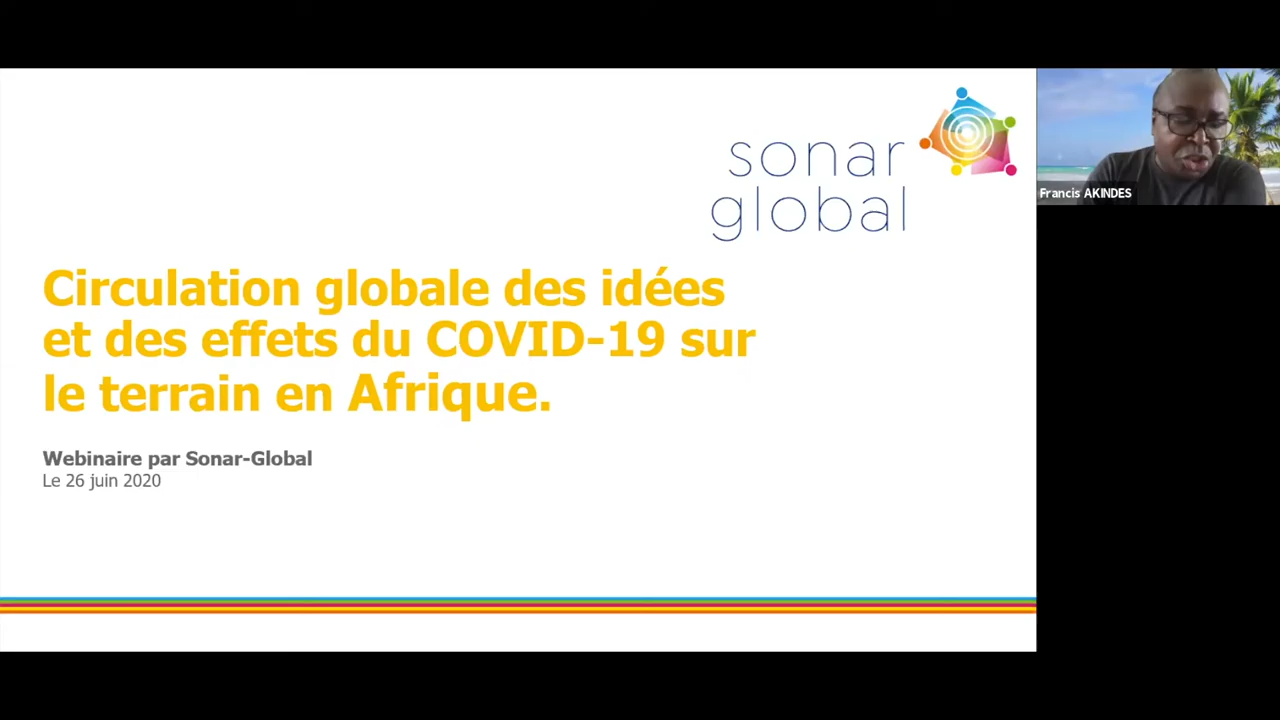 sonar
global
Francis AKINDES
Circulation globale des idées
et des effets du COVID-19 sur
le terrain en Afrique.
Webinaire par Sonar-Global
Le 26 juin 2020